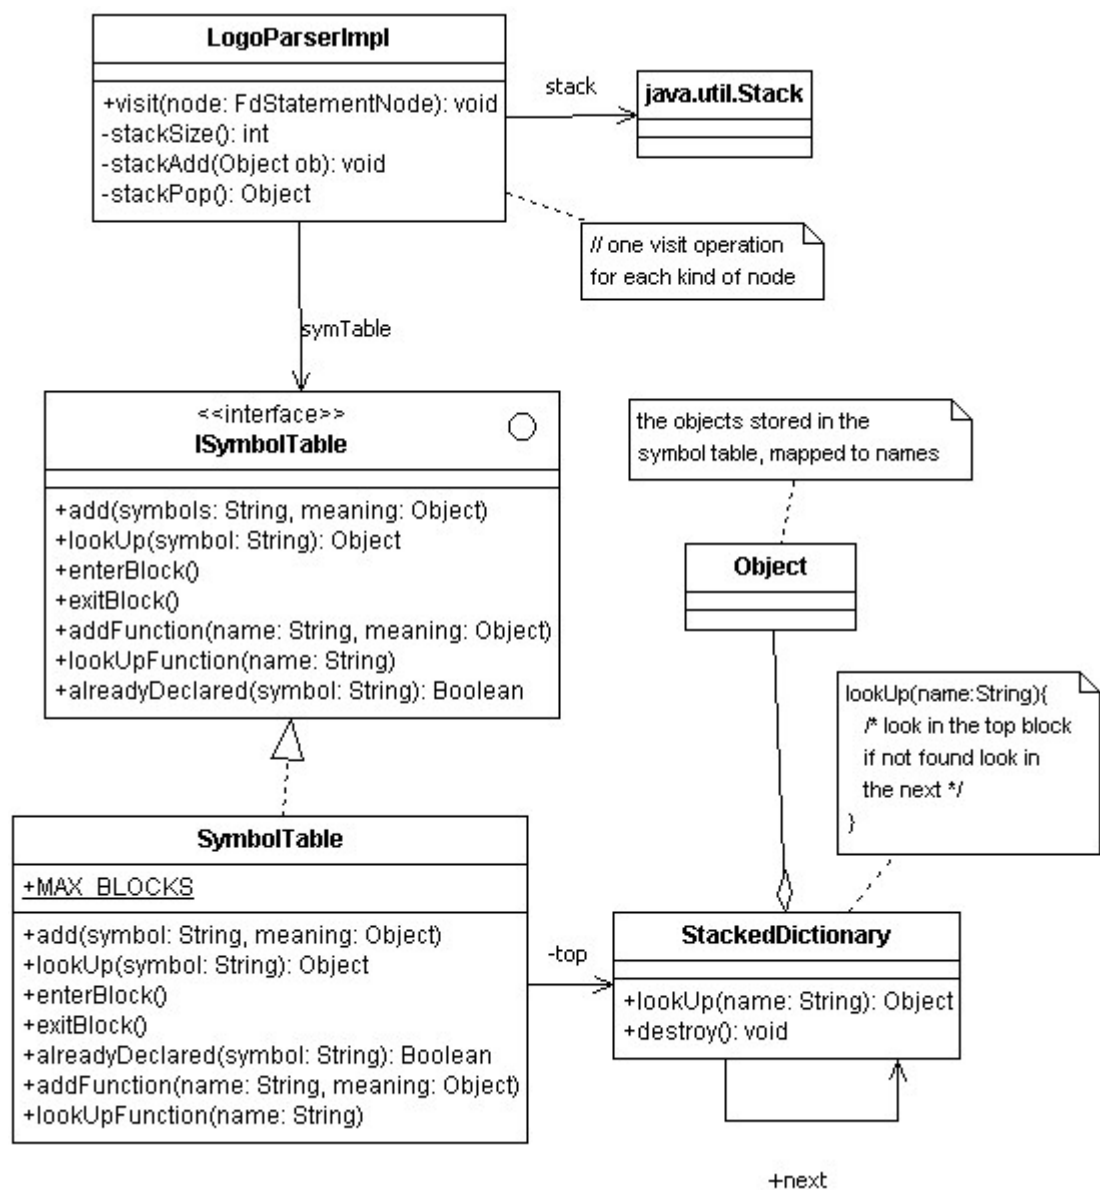 LogoParserImpl
+visit(node: FdStatementNode): void
-stackSize(): int
-stackAdd(Object ob): void
-stackPop(): Object
stack
java.util.Stack
// one visit operation
for each kind of node
symTable
<<interface>>
ISymbolTable
+add(symbols: String, meaning: Object)
+lookUp(symbol: String): Object
+enterBlock()
+exitBlock()
+addFunction(name: String, meaning: Object)
+lookUpFunction(name: String)
+alreadyDeclared(symbol: String): Boolean
the objects stored in the
symbol table, mapped to names
Object
lookUp(name:String){
/* look in the top block
if not found look in
the next */
}
SymbolTable
+MAX_BLOCKS
+add(symbol: String, meaning: Object)
+lookUp(symbol: String): Object
+enterBlock()
+exitBlock()
+alreadyDeclared(symbol: String): Boolean
+addFunction(name: String, meaning: Object)
+lookUpFunction(name: String)
-top
StackedDictionary
+lookUp(name: String): Object
+destroy(): void
+next